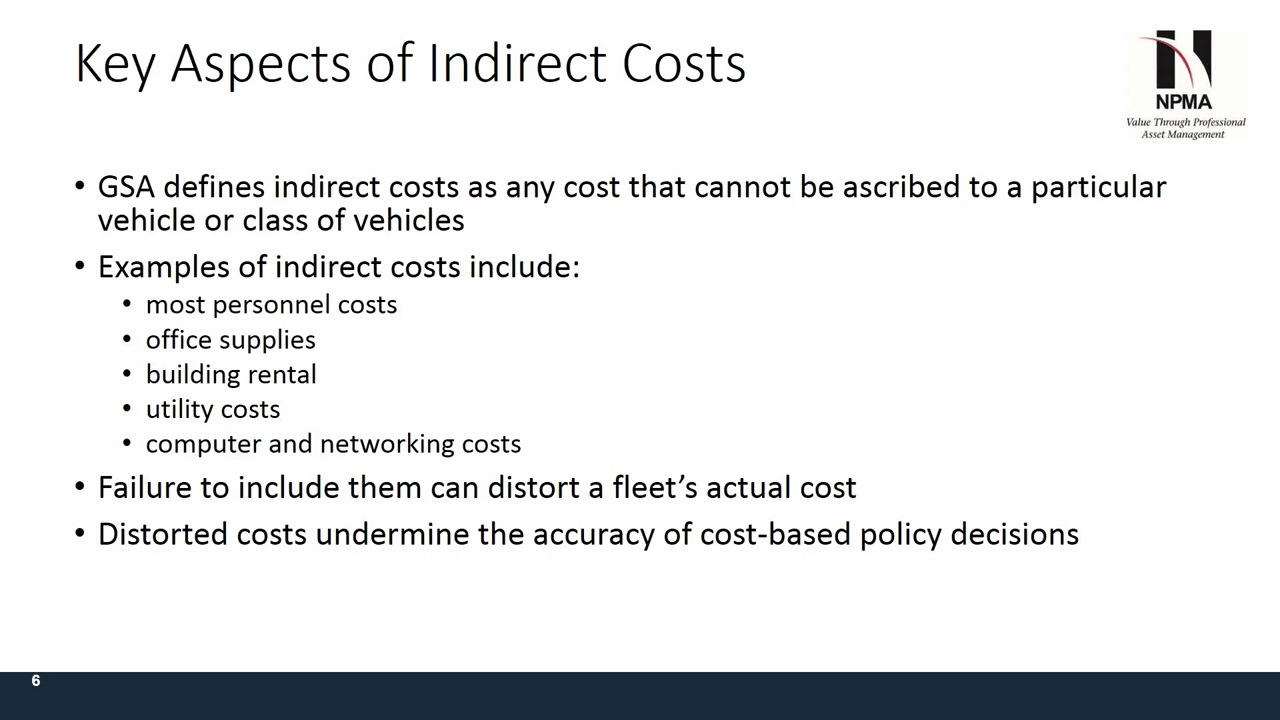 Key Aspects of Indirect Costs
NPMA
Value Through Professional
Asset Management
• GSA defines indirect costs as any cost that cannot be ascribed to a particular
vehicle or class of vehicles
• Examples of indirect costs include:
• most personnel costs
• office supplies
• building rental
• utility costs
• computer and networking costs
• Failure to include them can distort a fleet’s actual cost
• Distorted costs undermine the accuracy of cost-based policy decisions
6